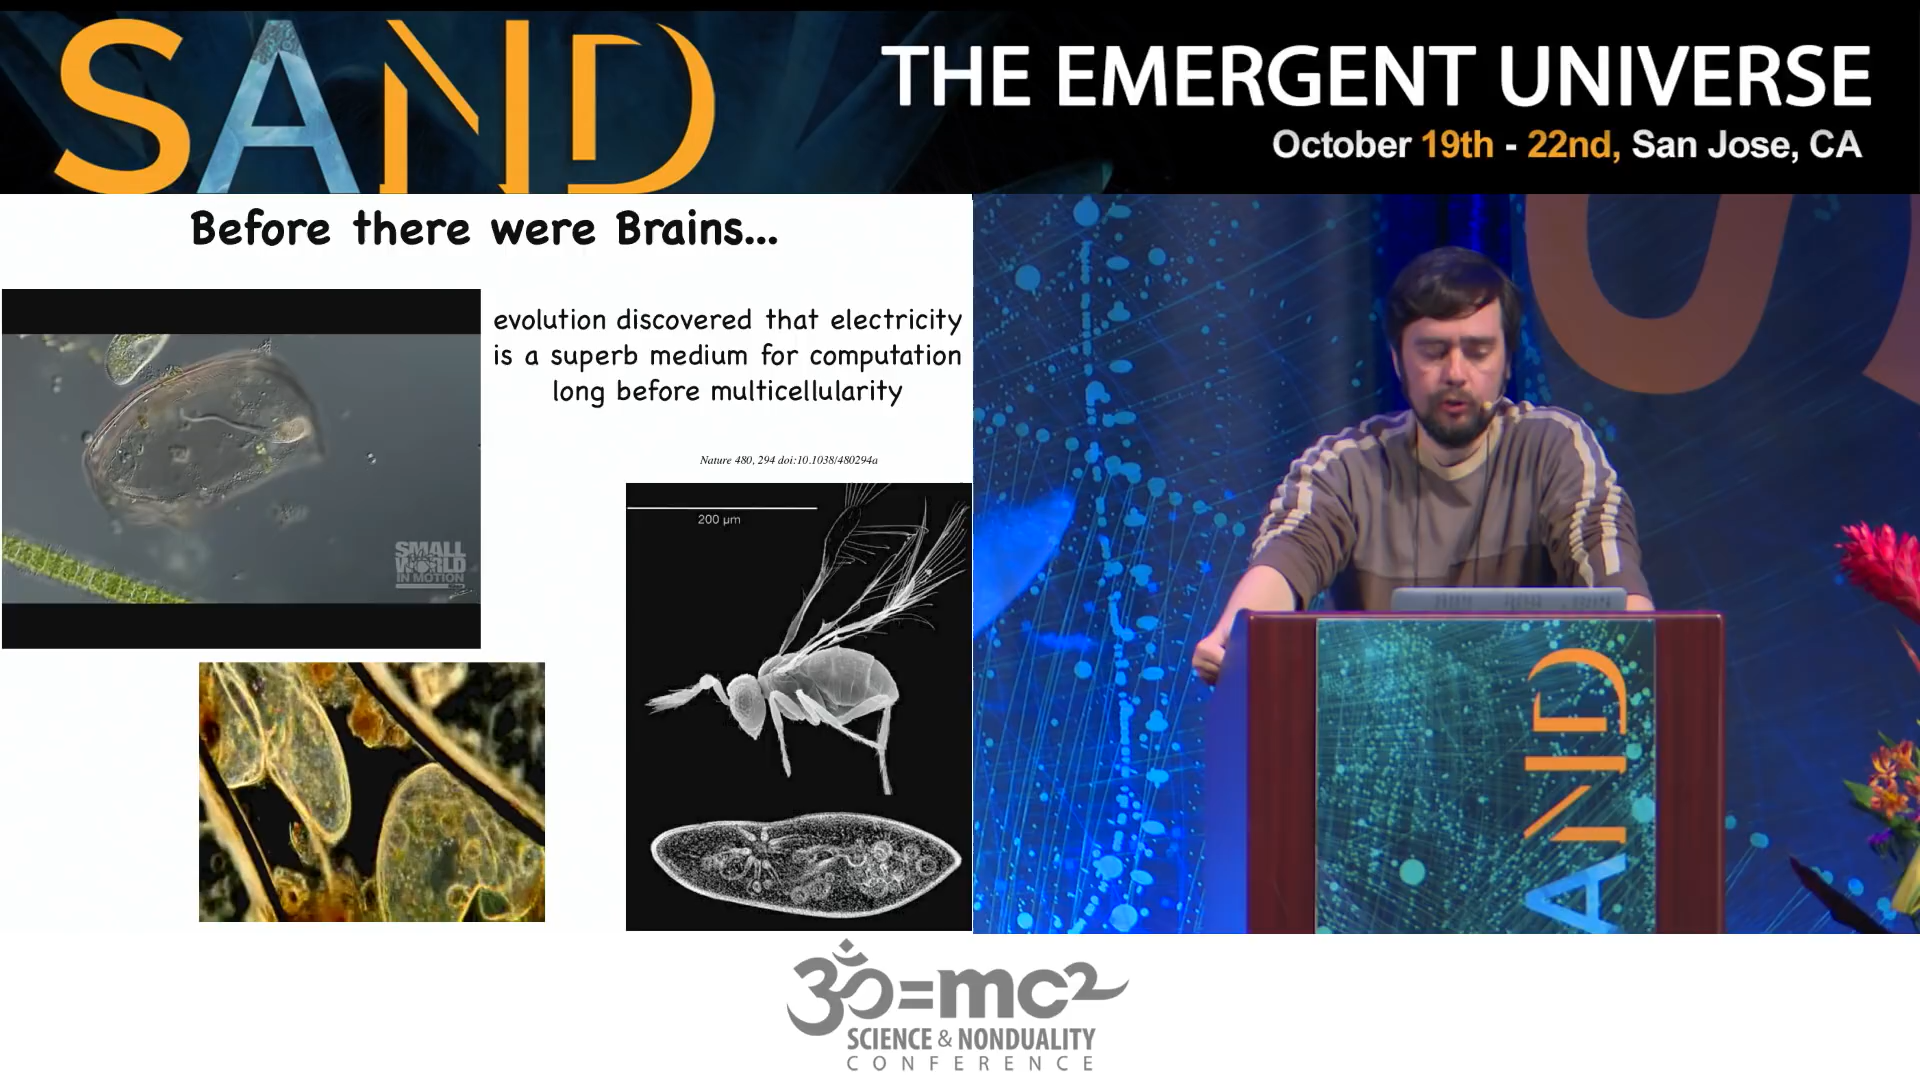 SAND
THE EMERGENT UNIVERSE
October 19th - 22nd, San Jose, CA
Before there were Brains...
evolution discovered that electricity
is a superb medium for computation
long before multicellularity
Nature 480, 294 doi:10.1038/480294a
200 µm
SMALL
WORLD
IN MOTION
AND
ॐ=mc2
SCIENCE & NONDUALITY
CONFERENCE